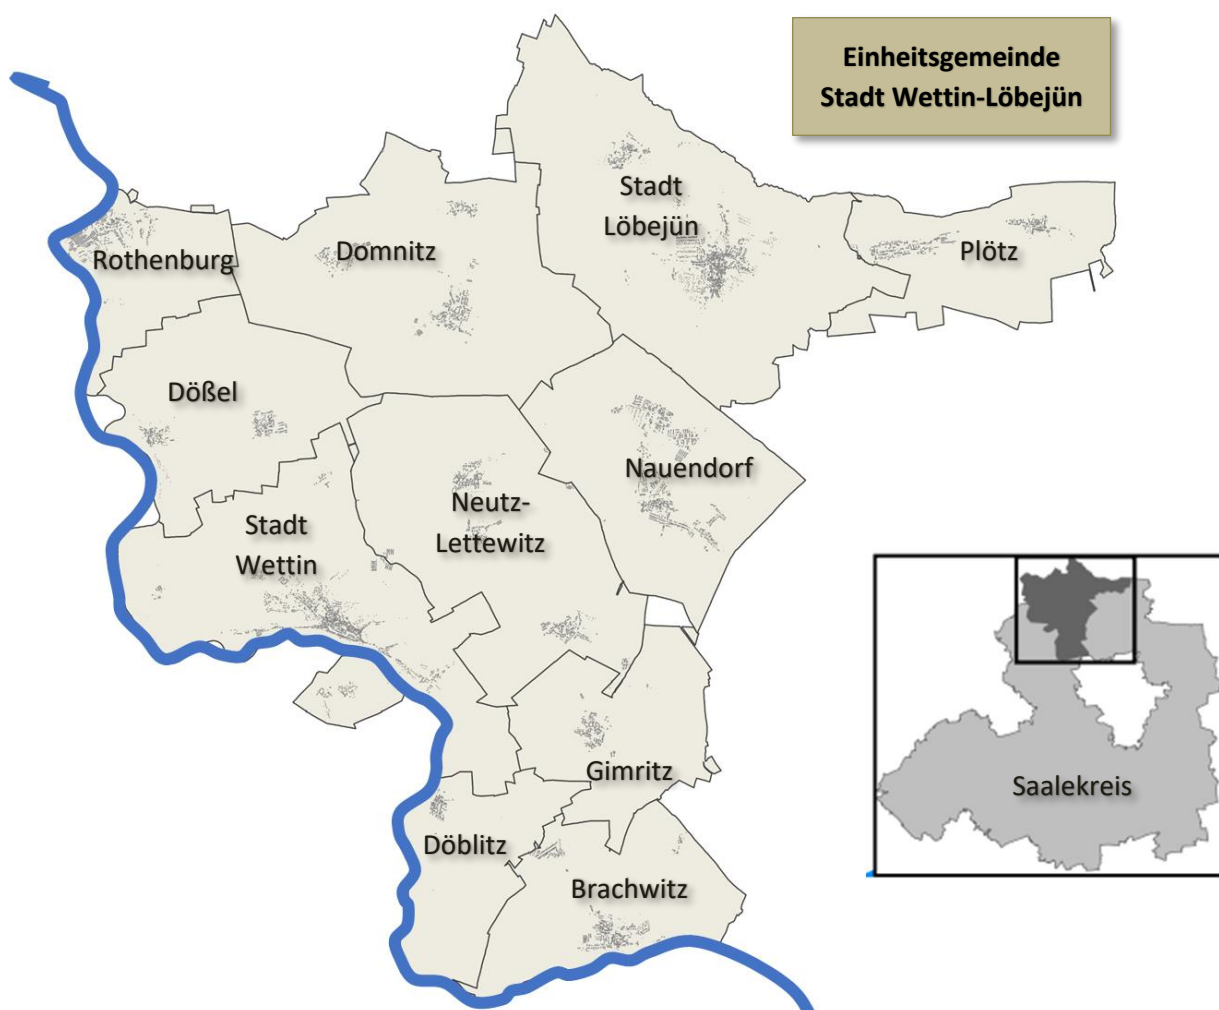 Einheitsgemeinde
Stadt Wettin-Löbejün
Stadt
Löbejün
Plötz
Domnitz
Rothenburg
Dößel
Nauendorf
Neutz-
Lettewitz
Stadt
Wettin
Gimritz
Saalekreis
Döblitz
Brachwitz